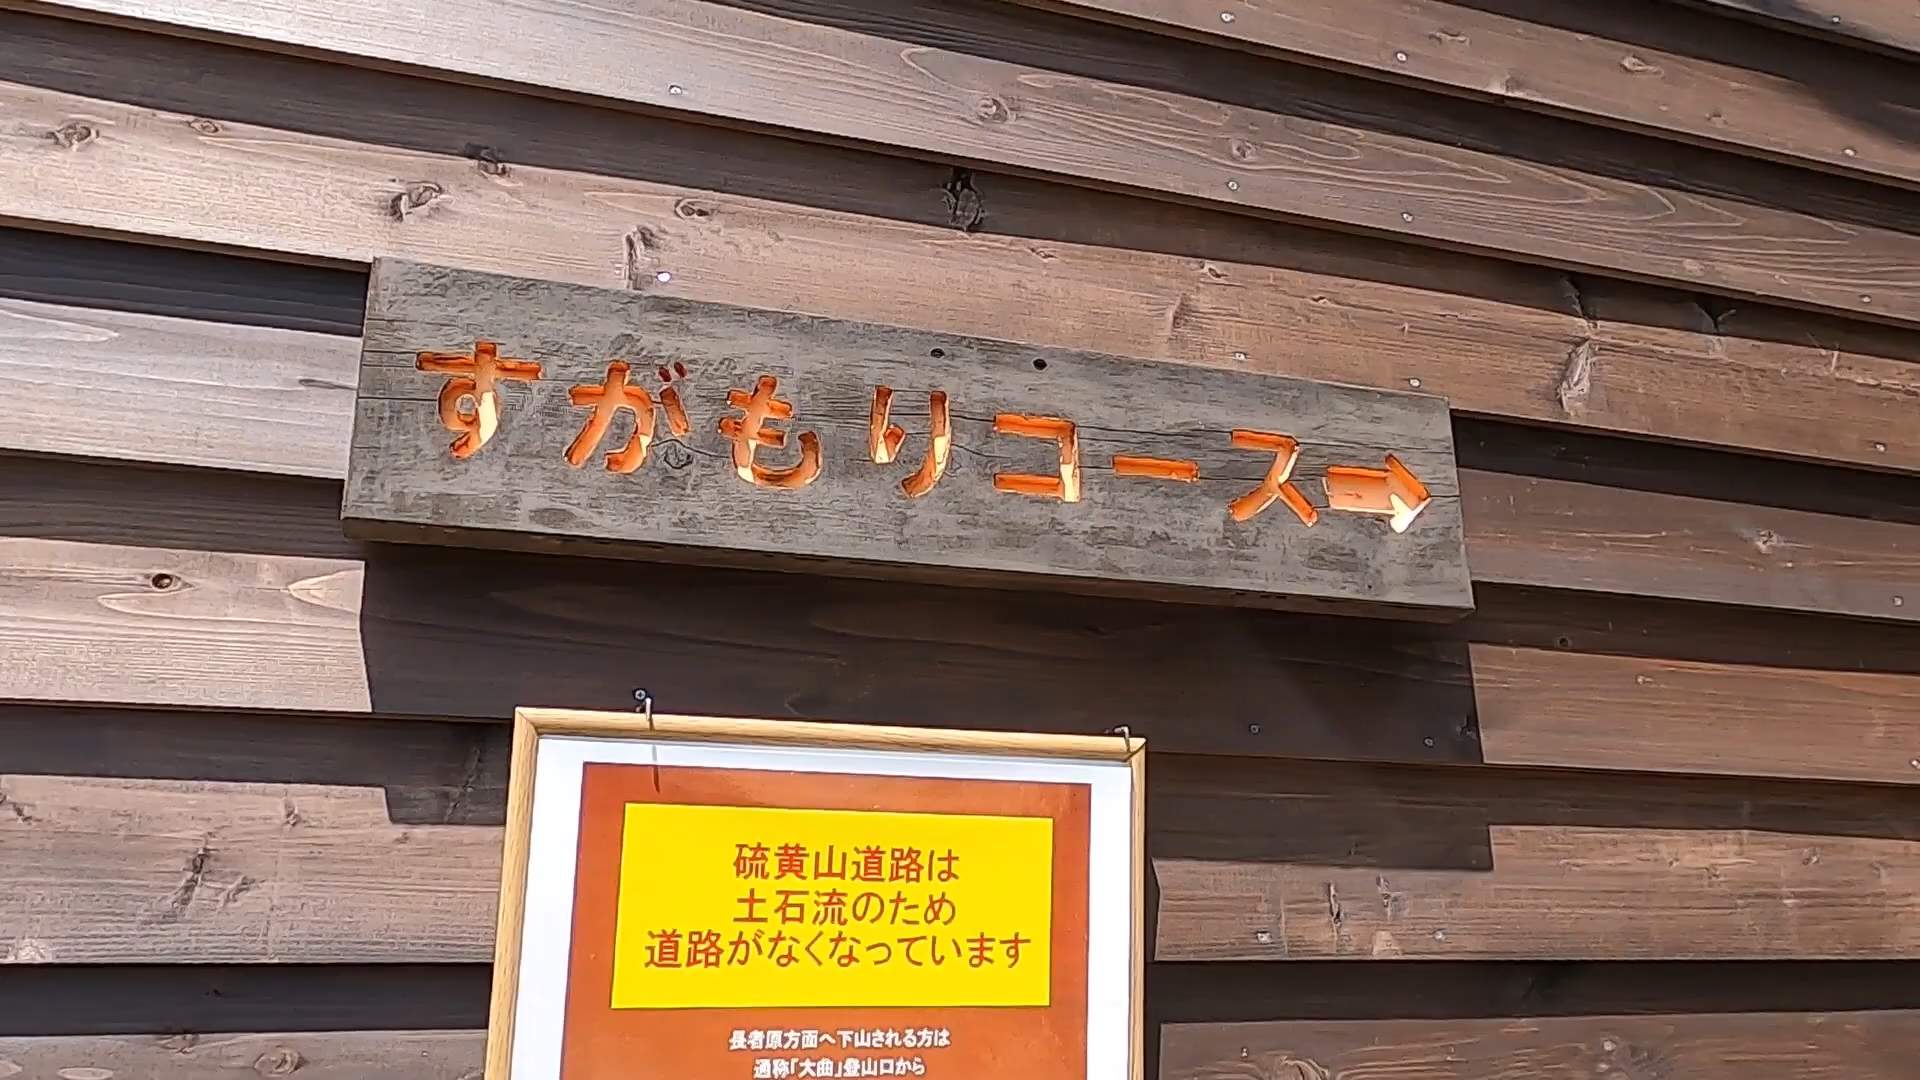 すがもりコース➡
硫黄山道路は
土石流のため
道路がなくなっています
長者原方面へ下山される方は
通称「大曲」登山口から